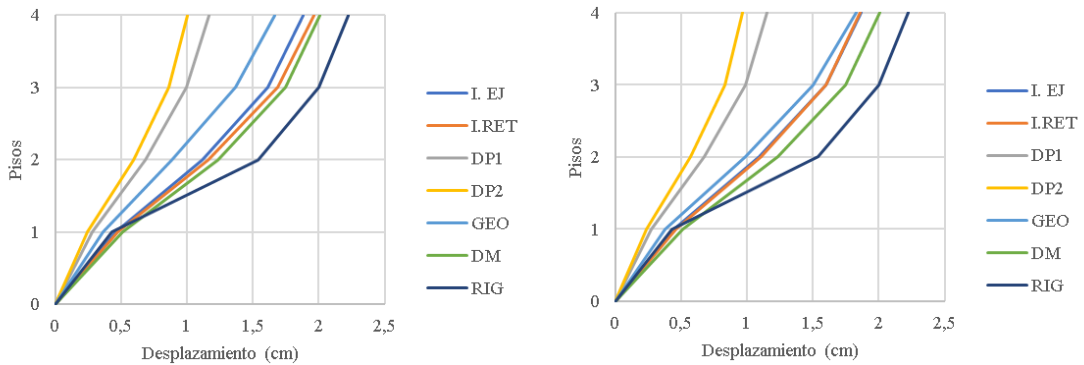 4
3
2
1
0
Pisos
0
0,5
1
1,5
2
2,5
Desplazamiento (cm)
I. EJ
I.RET
DP1
DP2
GEO
DM
RIG
4
3
2
1
0
Pisos
0
0,5
1
1,5
2
2,5
Desplazamiento (cm)
I. EJ
I.RET
DP1
DP2
GEO
DM
RIG